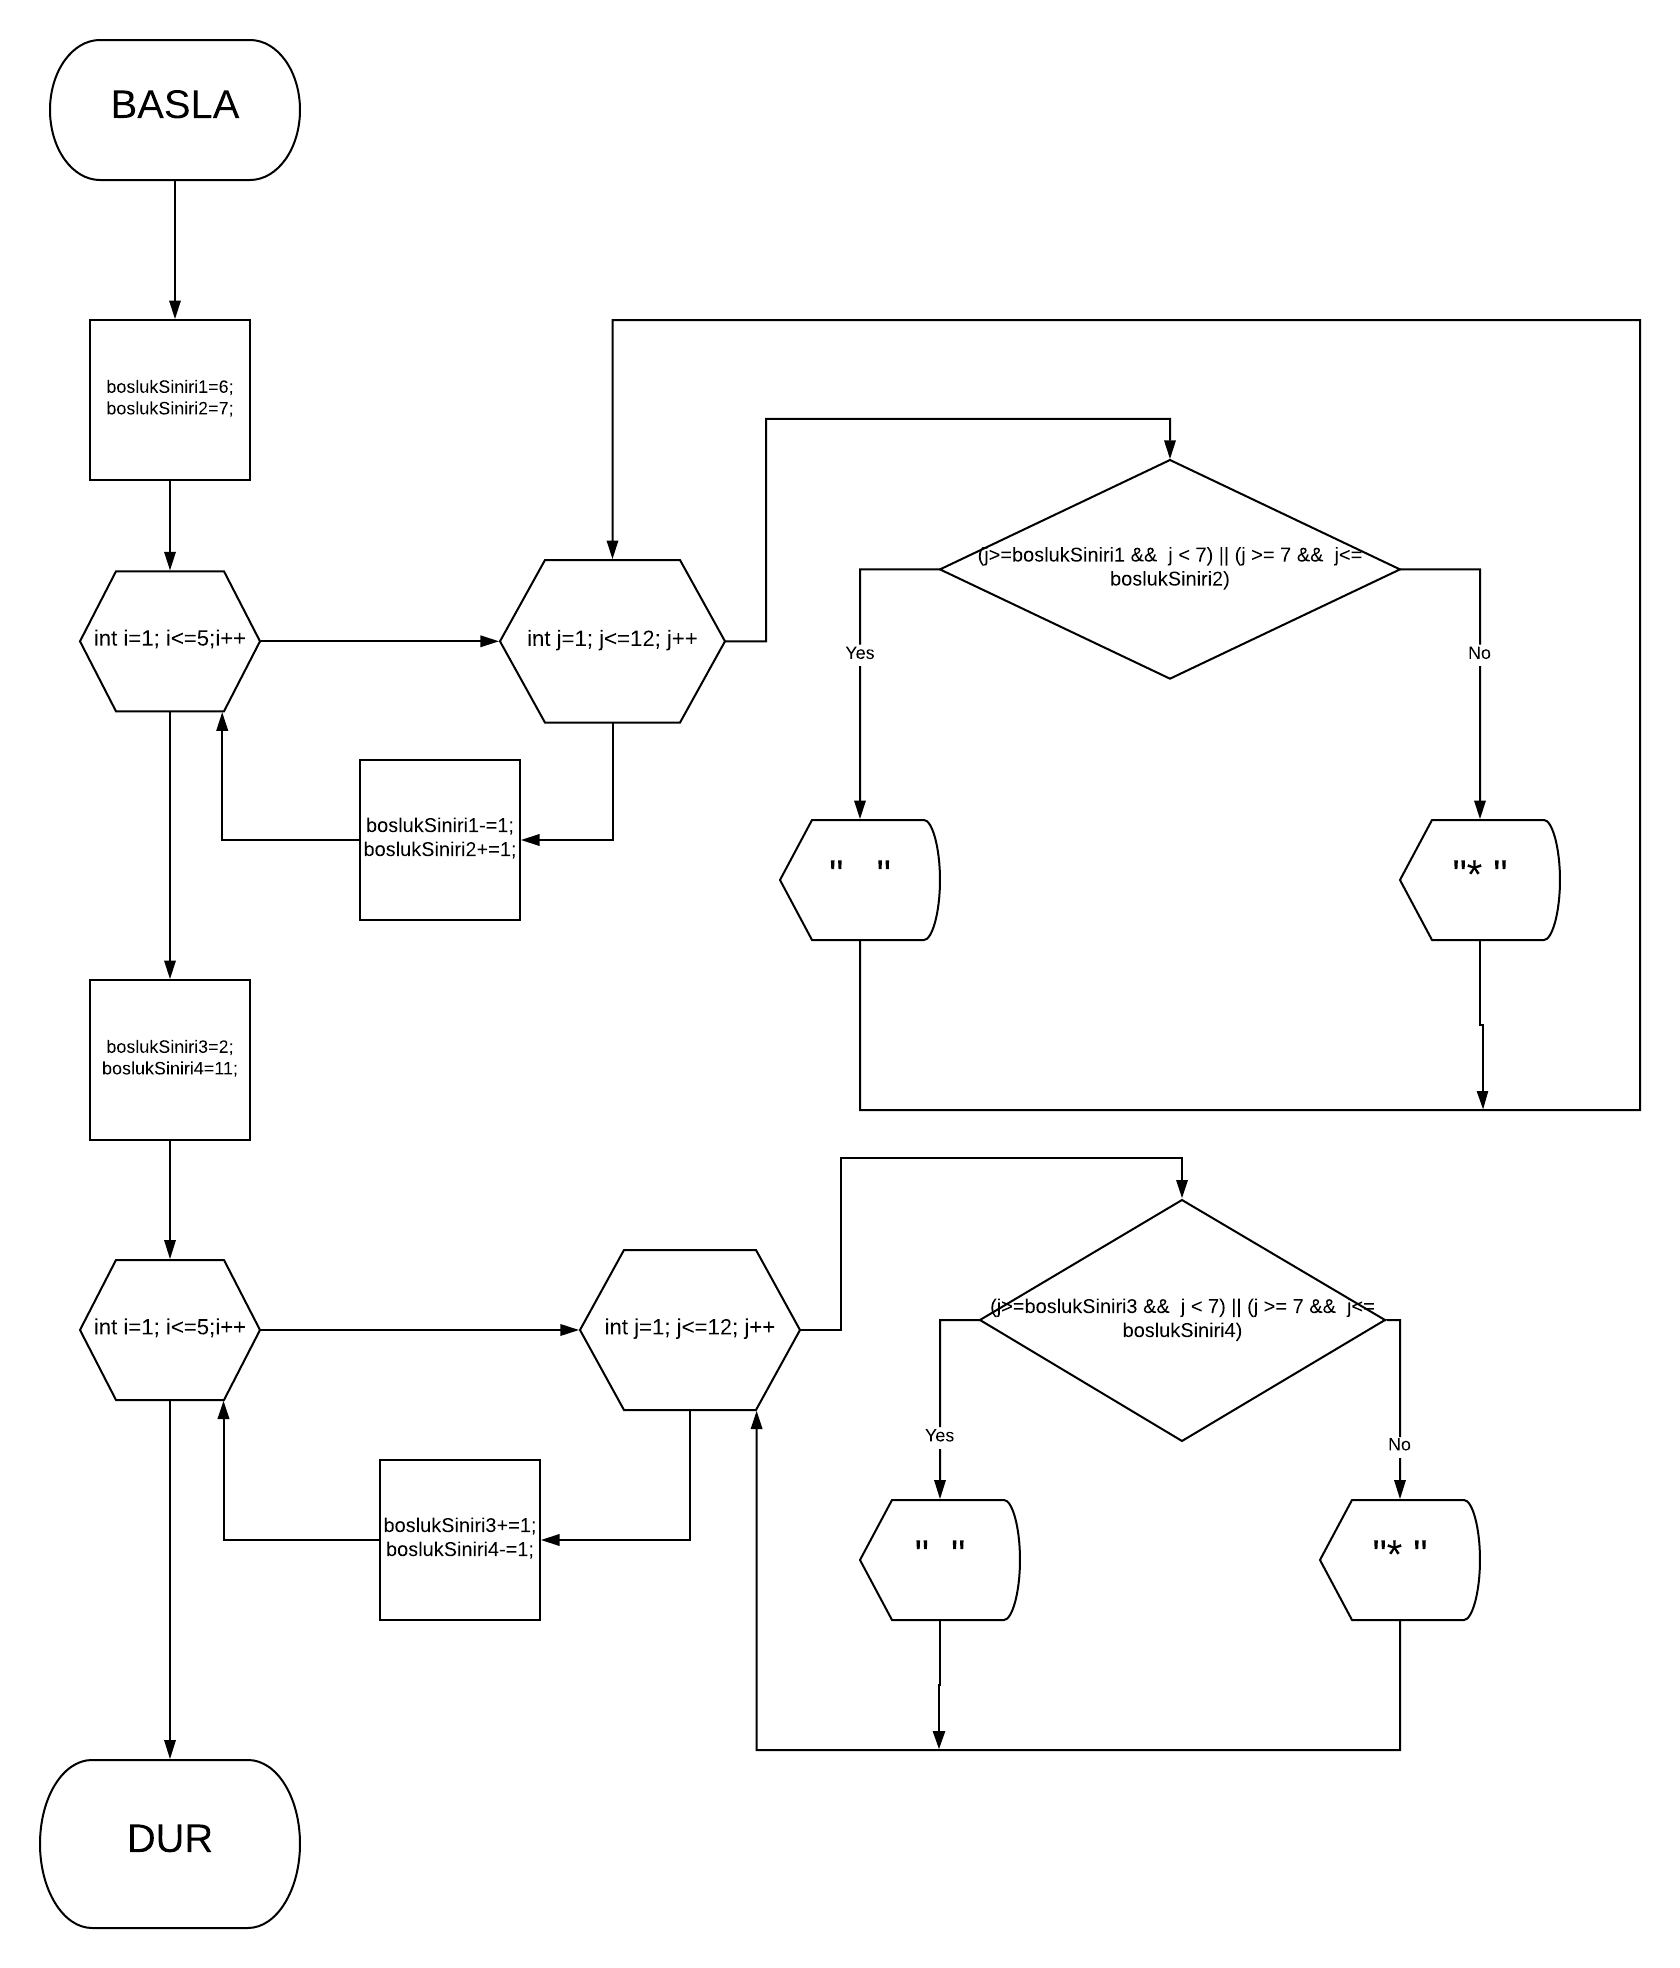 BASLA
boslukSiniri1=6;
boslukSiniri2=7;
int i=1; i<=5;i++
int j=1; j<=12; j++
(j>=boslukSiniri1 &&  j < 7) || (j >= 7 &&  j<=
boslukSiniri2)
Yes
No
boslukSiniri1-=1;
boslukSiniri2+=1;
"   "
"* "
boslukSiniri3=2;
boslukSiniri4=11;
int i=1; i<=5;i++
int j=1; j<=12; j++
(j>=boslukSiniri3 &&  j < 7) || (j >= 7 &&  j<=
boslukSiniri4)
Yes
No
boslukSiniri3+=1;
boslukSiniri4-=1;
"  "
"* "
DUR